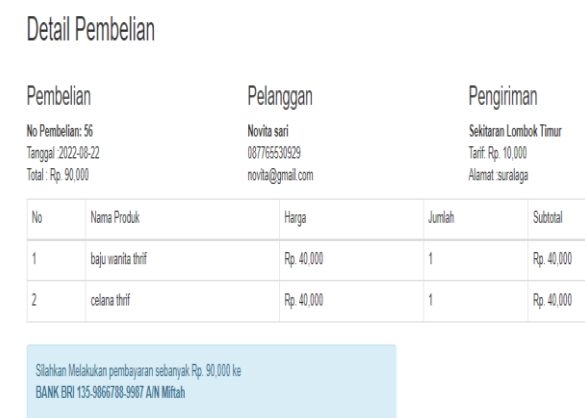 Detail Pembelian
Pembelian
No Pembelian: 56
Tanggal :2022-08-22
Total : Rp. 90,000
Pelanggan
Novita sari
087765530929
novita@gmail.com
Pengiriman
Sekitaran Lombok Timur
Tarif: Rp. 10,000
Alamat :suralaga
No Nama Produk Harga Jumlah Subtotal
1 baju wanita thrif Rp. 40,000 1 Rp. 40,000
2 celana thrif Rp. 40,000 1 Rp. 40,000
Silahkan Melakukan pembayaran sebanyak Rp. 90,000 ke
BANK BRI 135-9866788-9987 A/N Miftah